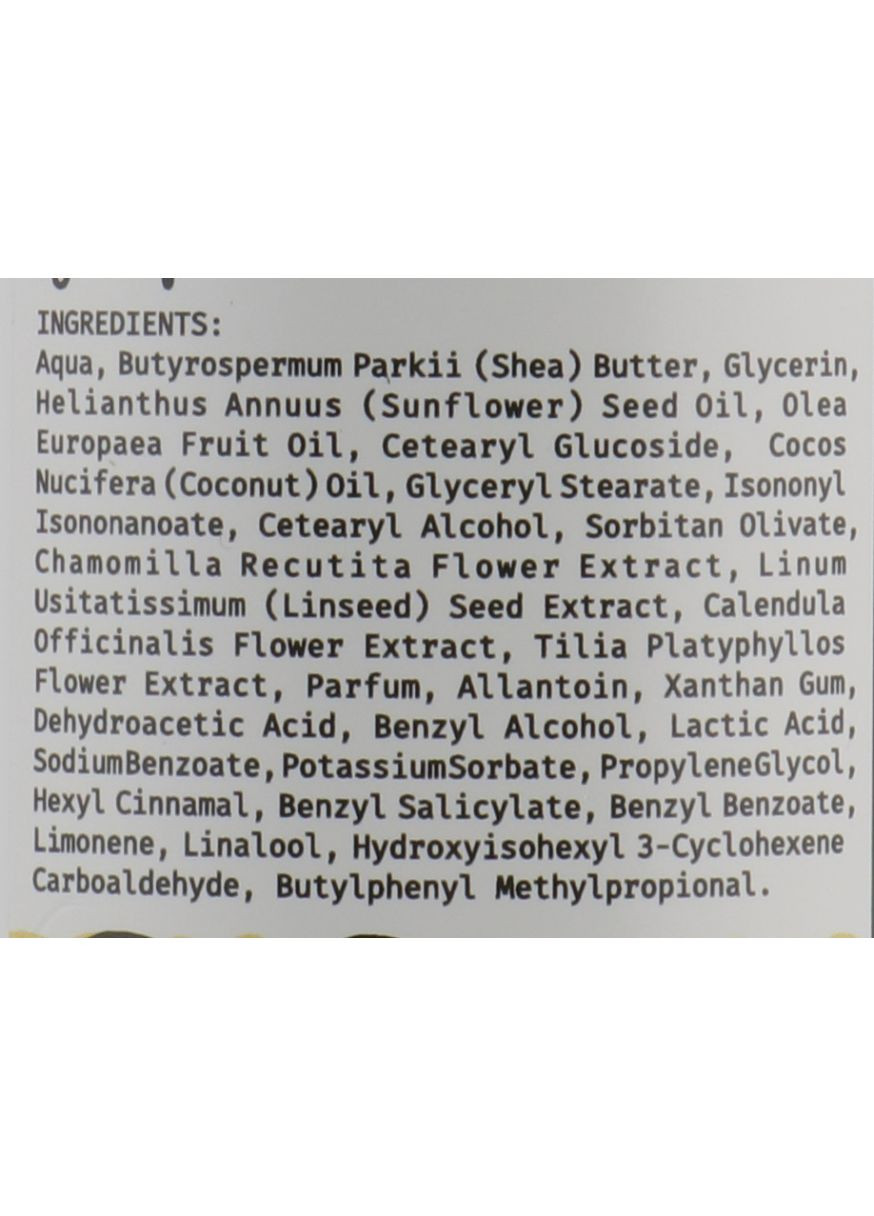 INGREDIENTS:
Aqua, Butyrospermum Parkii (Shea) Butter, Glycerin,
Helianthus Annuus (Sunflower) Seed Oil, Olea
Europaea Fruit Oil, Cetearyl Glucoside, Cocos
Nucifera (Coconut) Oil, Glyceryl Stearate, Isononyl
Isononanoate, Cetearyl Alcohol, Sorbitan Olivate,
Chamomilla Recutita Flower Extract, Linum
Usitatissimum (Linseed) Seed Extract, Calendula
Officinalis Flower Extract, Tilia Platyphyllos
Flower Extract, Parfum, Allantoin, Xanthan Gum,
Dehydroacetic Acid, Benzyl Alcohol, Lactic Acid,
SodiumBenzoate, PotassiumSorbate, PropyleneGlycol,
Hexyl Cinnamal, Benzyl Salicylate, Benzyl Benzoate,
Limonene, Linalool, Hydroxyisohexyl 3-Cyclohexene
Carboaldehyde, Butylphenyl Methylpropional.